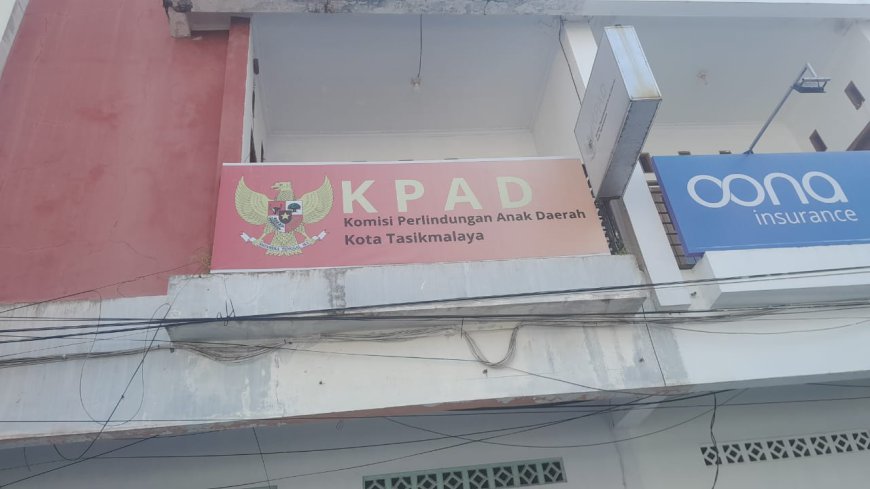 KPAD
Komisi Perlindungan Anak Daerah
Kota Tasikmalaya
oona
insurance